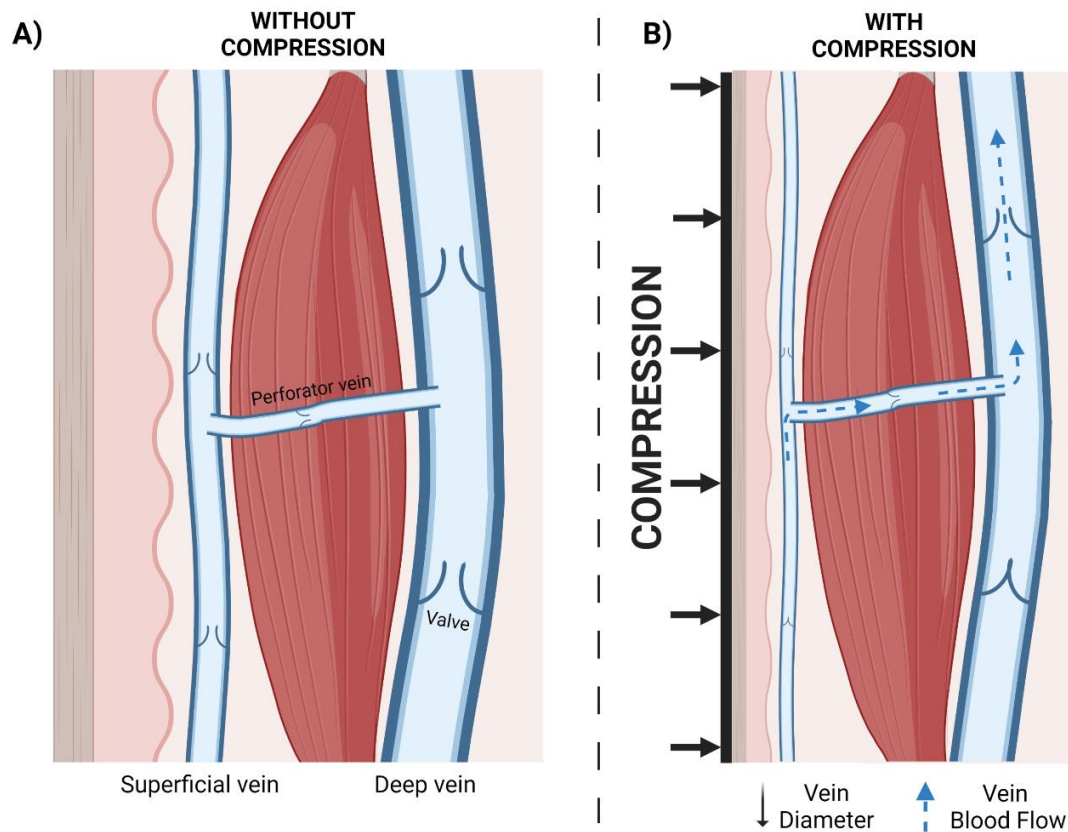 A)
WITHOUT
COMPRESSION
Perforator vein
Valve
Superficial vein
Deep vein
B)
WITH
COMPRESSION
COMPRESSION
Vein
Diameter
Vein
Blood Flow